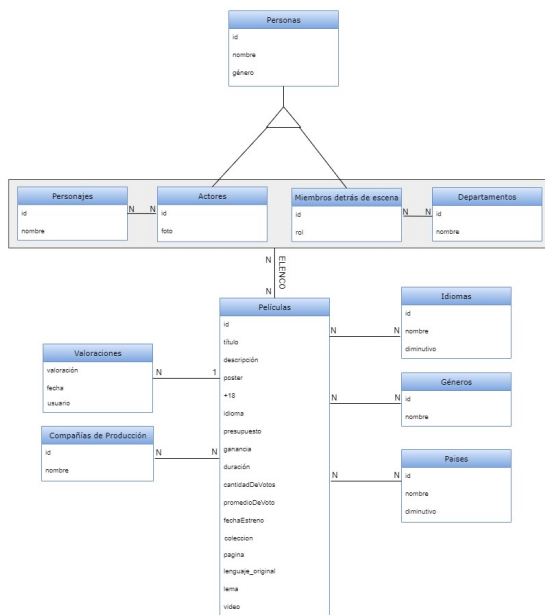 Personas
id
nombre
género
Personajes
id
nombre
N N
Actores
id
foto
Miembros detrás de escena
id
rol
N N
Departamentos
id
nombre
N
ELENCO
N
Películas
id
título
descripción
poster
+18
idioma
presupuesto
ganancia
duración
cantidadDeVotos
promedioDeVoto
fechaEstreno
coleccion
pagina
lenguaje_original
lema
video
Valoraciones
valoración
fecha
usuario
N 1
Compañías de Producción
id
nombre
N N
Idiomas
id
nombre
diminutivo
N N
Géneros
id
nombre
N N
Paises
id
nombre
diminutivo
N N